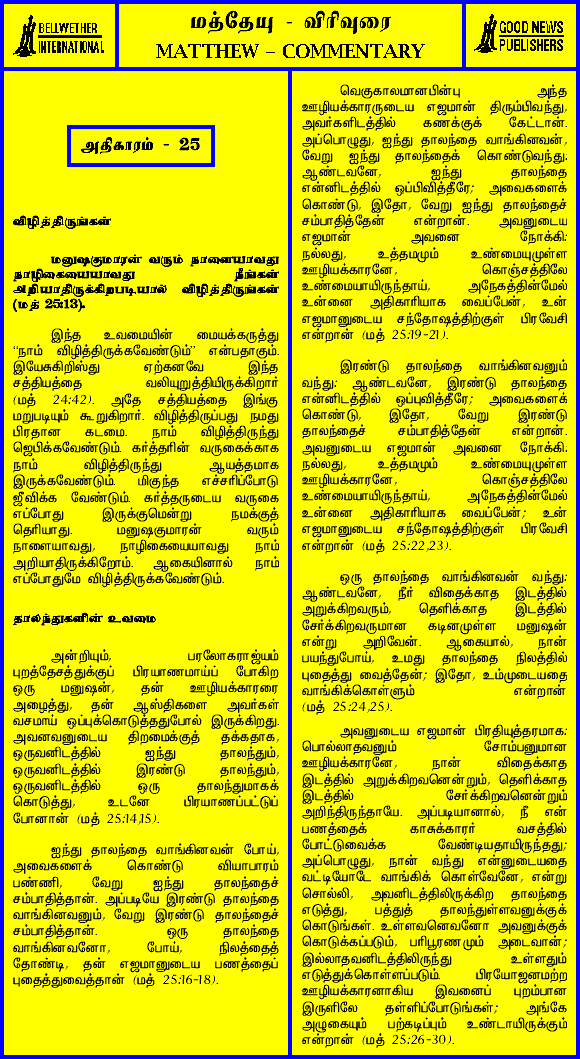 BELLWETHER
INTERNATIONAL
மத்தேயு - விரிவுரை
MATTHEW – COMMENTARY
GOOD NEWS
PUBLISHERS
அதிகாரம் - 25
விழித்திருங்கள்
மனுஷகுமாரன் வரும் நாளையாவது
நாழிகையையாவது நீங்கள்
அறியாதிருக்கிறபடியால் விழித்திருங்கள்
(மத் 25:13).
இந்த உவமையின் மையக்கருத்து
“நாம் விழித்திருக்கவேண்டும்” என்பதாகும்.
இயேசுகிறிஸ்து ஏற்கனவே இந்த
சத்தியத்தை வலியுறுத்தியிருக்கிறார்
(மத் 24:42). அதே சத்தியத்தை இங்கு
மறுபடியும் கூறுகிறார். விழித்திருப்பது நமது
பிரதான கடமை. நாம் விழித்திருந்து
ஜெபிக்கவேண்டும். கர்த்தரின் வருகைக்காக
நாம் விழித்திருந்து ஆயத்தமாக
இருக்கவேண்டும். மிகுந்த எச்சரிப்போடு
ஜீவிக்க வேண்டும். கர்த்தருடைய வருகை
எப்போது இருக்குமென்று நமக்குத்
தெரியாது. மனுஷகுமாரன் வரும்
நாளையாவது, நாழிகையையாவது நாம்
அறியாதிருக்கிறோம். ஆகையினால் நாம்
எப்போதுமே விழித்திருக்கவேண்டும்.
தாலந்துகளின் உவமை
அன்றியும், பரலோகராஜ்யம்
புறத்தேசத்துக்குப் பிரயாணமாய்ப் போகிற
ஒரு மனுஷன், தன் ஊழியக்காரரை
அழைத்து, தன் ஆஸ்திகளை அவர்கள்
வசமாய் ஒப்புக்கொடுத்ததுபோல் இருக்கிறது.
அவனவனுடைய திறமைக்குத் தக்கதாக,
ஒருவனிடத்தில் ஐந்து தாலந்தும்,
ஒருவனிடத்தில் இரண்டு தாலந்தும்,
ஒருவனிடத்தில் ஒரு தாலந்துமாகக்
கொடுத்து, உடனே பிரயாணப்பட்டுப்
போனான் (மத் 25:14,15).
ஐந்து தாலந்தை வாங்கினவன் போய்,
அவைகளைக் கொண்டு வியாபாரம்
பண்ணி, வேறு ஐந்து தாலந்தைச்
சம்பாதித்தான். அப்படியே இரண்டு தாலந்தை
வாங்கினவனும், வேறு இரண்டு தாலந்தைச்
சம்பாதித்தான். ஒரு தாலந்தை
வாங்கினவனோ, போய், நிலத்தைத்
தோண்டி, தன் எஜமானுடைய பணத்தைப்
புதைத்துவைத்தான் (மத் 25:16-18).
வெகுகாலமானபின்பு அந்த
ஊழியக்காரருடைய எஜமான் திரும்பிவந்து,
அவர்களிடத்தில் கணக்குக் கேட்டான்.
அப்பொழுது, ஐந்து தாலந்தை வாங்கினவன்,
வேறு ஐந்து தாலந்தைக் கொண்டுவந்து:
ஆண்டவனே, ஐந்து தாலந்தை
என்னிடத்தில் ஒப்பிவித்தீரே; அவைகளைக்
கொண்டு, இதோ, வேறு ஐந்து தாலந்தைச்
சம்பாதித்தேன் என்றான். அவனுடைய
எஜமான் அவனை நோக்கி:
நல்லது, உத்தமமும் உண்மையுமுள்ள
ஊழியக்காரனே, கொஞ்சத்திலே
உண்மையாயிருந்தாய், அநேகத்தின்மேல்
உன்னை அதிகாரியாக வைப்பேன், உன்
எஜமானுடைய சந்தோஷத்திற்குள் பிரவேசி
என்றான் (மத் 25:19-21).
இரண்டு தாலந்தை வாங்கினவனும்
வந்து: ஆண்டவனே, இரண்டு தாலந்தை
என்னிடத்தில் ஒப்புவித்தீரே; அவைகளைக்
கொண்டு, இதோ, வேறு இரண்டு
தாலந்தைச் சம்பாதித்தேன் என்றான்.
அவனுடைய எஜமான் அவனை நோக்கி:
நல்லது, உத்தமமும் உண்மையுமுள்ள
ஊழியக்காரனே, கொஞ்சத்திலே
உண்மையாயிருந்தாய், அநேகத்தின்மேல்
உன்னை அதிகாரியாக வைப்பேன்; உன்
எஜமானுடைய சந்தோஷத்திற்குள் பிரவேசி
என்றான் (மத் 25:22,23).
ஒரு தாலந்தை வாங்கினவன் வந்து:
ஆண்டவனே, நீர் விதைக்காத இடத்தில்
அறுக்கிறவரும், தெளிக்காத இடத்தில்
சேர்க்கிறவருமான கடினமுள்ள மனுஷன்
என்று அறிவேன். ஆகையால், நான்
பயந்துபோய், உமது தாலந்தை நிலத்தில்
புதைத்து வைத்தேன்; இதோ, உம்முடையதை
வாங்கிக்கொள்ளும் என்றான்
(மத் 25:24,25).
அவனுடைய எஜமான் பிரதியுத்தரமாக:
பொல்லாதவனும் சோம்பனுமான
ஊழியக்காரனே, நான் விதைக்காத
இடத்தில் அறுக்கிறவனென்றும், தெளிக்காத
இடத்தில் சேர்க்கிறவனென்றும்
அறிந்திருந்தாயே. அப்படியானால், நீ என்
பணத்தைக் காசுக்காரர் வசத்தில்
போட்டுவைக்க வேண்டியதாயிருந்தது;
அப்பொழுது, நான் வந்து என்னுடையதை
வட்டியோடே வாங்கிக் கொள்வேனே, என்று
சொல்லி, அவனிடத்திலிருக்கிற தாலந்தை
எடுத்து, பத்துத் தாலந்துள்ளவனுக்குக்
கொடுங்கள். உள்ளவனெவனோ அவனுக்குக்
கொடுக்கப்படும், பரிபூரணமும் அடைவான்;
இல்லாதவனிடத்திலிருந்து உள்ளதும்
எடுத்துக்கொள்ளப்படும். பிரயோஜனமற்ற
ஊழியக்காரனாகிய இவனைப் புறம்பான
இருளிலே தள்ளிப்போடுங்கள்; அங்கே
அழுகையும் பற்கடிப்பும் உண்டாயிருக்கும்
என்றான் (மத் 25:26-30).